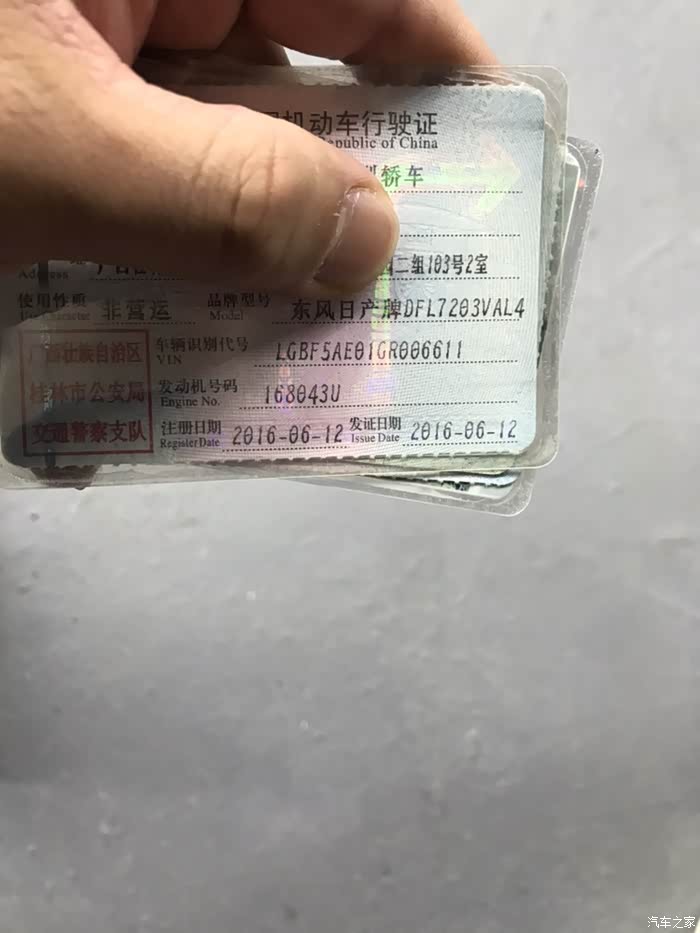 机动车行驶证
Republic of China
轿车
Address 二组103号2室
使用性质 非营运 品牌型号 东风日产牌DFL7203VAL4
Use Character Model
广西壮族自治区
桂林市公安局
交通警察支队
车辆识别代号 LGBF5AE01GR006611
VIN
发动机号码 168043U
Engine No.
注册日期 2016-06-12 发证日期 2016-06-12
Register Date Issue Date
汽车之家